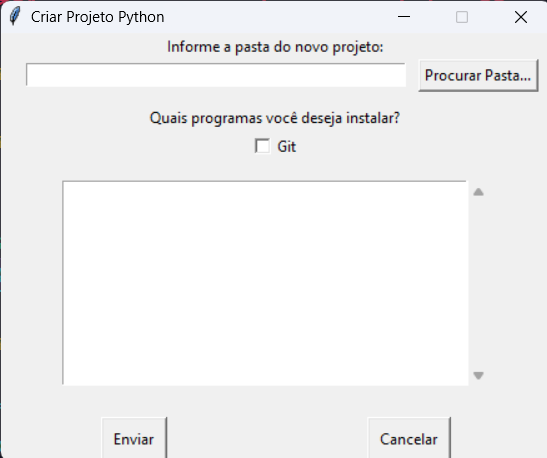 Criar Projeto Python
Informe a pasta do novo projeto:
Procurar Pasta...
Quais programas você deseja instalar?
Git
Enviar
Cancelar